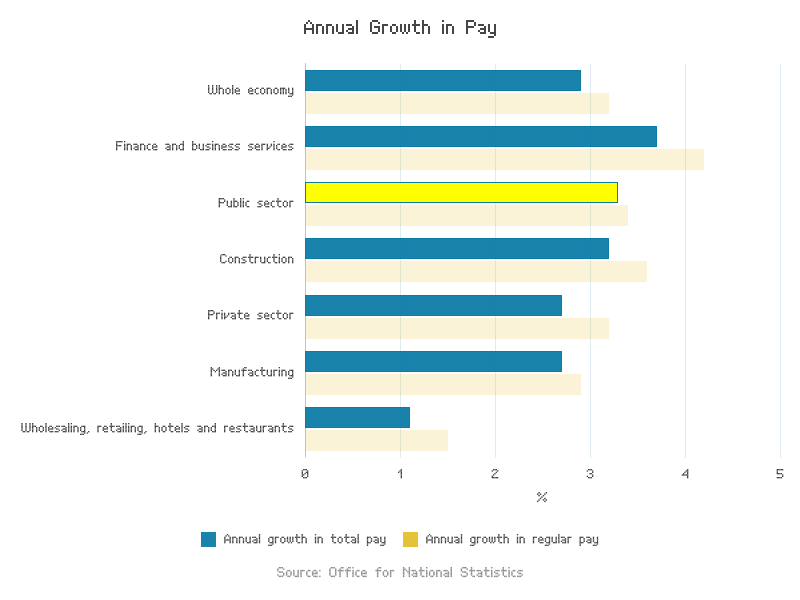 Annual Growth in Pay
Whole economy
Finance and business services
Public sector
Construction
Private sector
Manufacturing
Wholesaling, retailing, hotels and restaurants
0 1 2 3 4 5
%
Annual growth in total pay Annual growth in regular pay
Source: Office for National Statistics